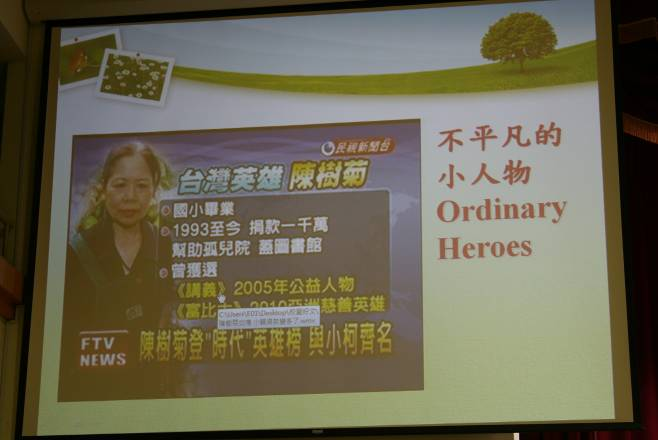 不平凡的
小人物
Ordinary
Heroes
民視新聞台
台灣英雄 陳樹菊
國小畢業
1993至今 捐款一千萬
幫助孤兒院 蓋圖書館
曾獲選
《講義》2005年公益人物
《富比士》2010亞洲慈善英雄
FTV
NEWS
陳樹菊登"時代"英雄榜 與小柯齊名